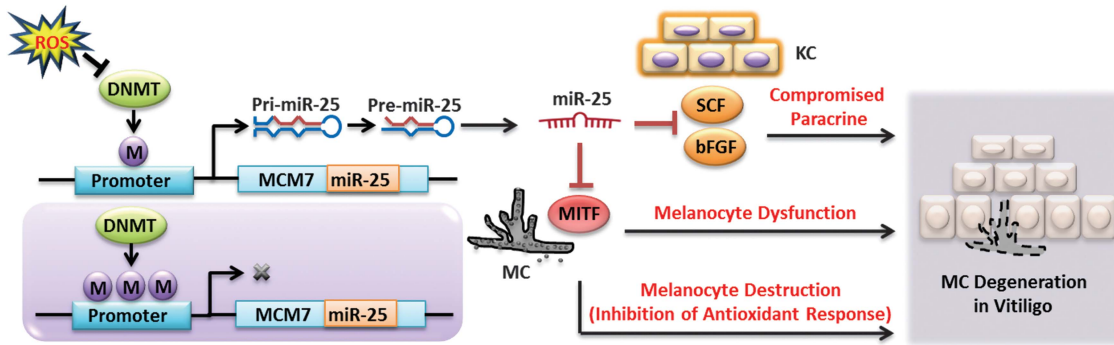 ROS
DNMT
M
Promoter
Pri-miR-25
Pre-miR-25
MCM7
miR-25
miR-25
KC
SCF
bFGF
Compromised
Paracrine
MITF
MC
Melanocyte Dysfunction
Melanocyte Destruction
(Inhibition of Antioxidant Response)
MC Degeneration
in Vitiligo
DNMT
M M M
Promoter
MCM7
miR-25